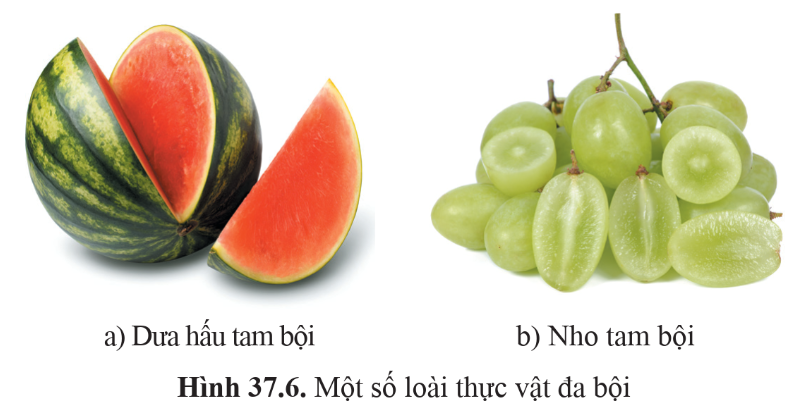 a) Dưa hấu tam bội
b) Nho tam bội
Hình 37.6. Một số loài thực vật đa bội